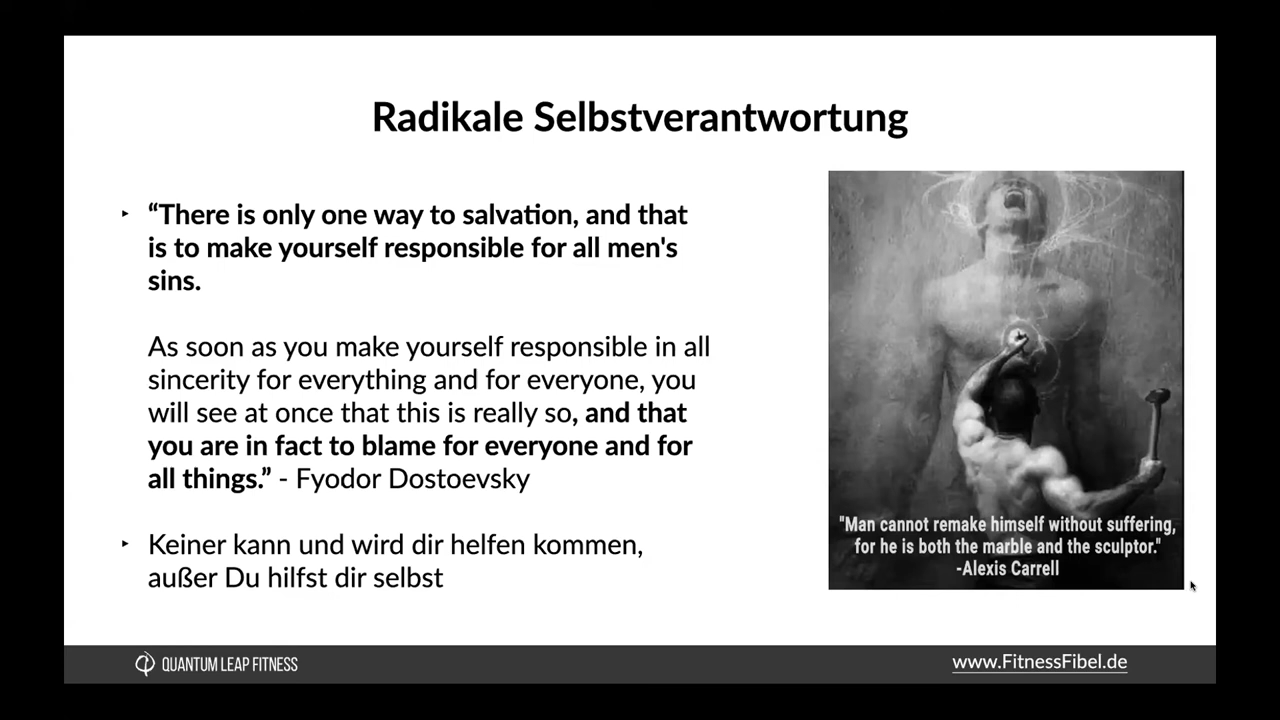 Radikale Selbstverantwortung
‣ “There is only one way to salvation, and that
is to make yourself responsible for all men's
sins.
As soon as you make yourself responsible in all
sincerity for everything and for everyone, you
will see at once that this is really so, and that
you are in fact to blame for everyone and for
all things.” - Fyodor Dostoevsky
‣ Keiner kann und wird dir helfen kommen,
außer Du hilfst dir selbst
"Man cannot remake himself without suffering,
for he is both the marble and the sculptor."
-Alexis Carrell
QUANTUM LEAP FITNESS
www.FitnessFibel.de